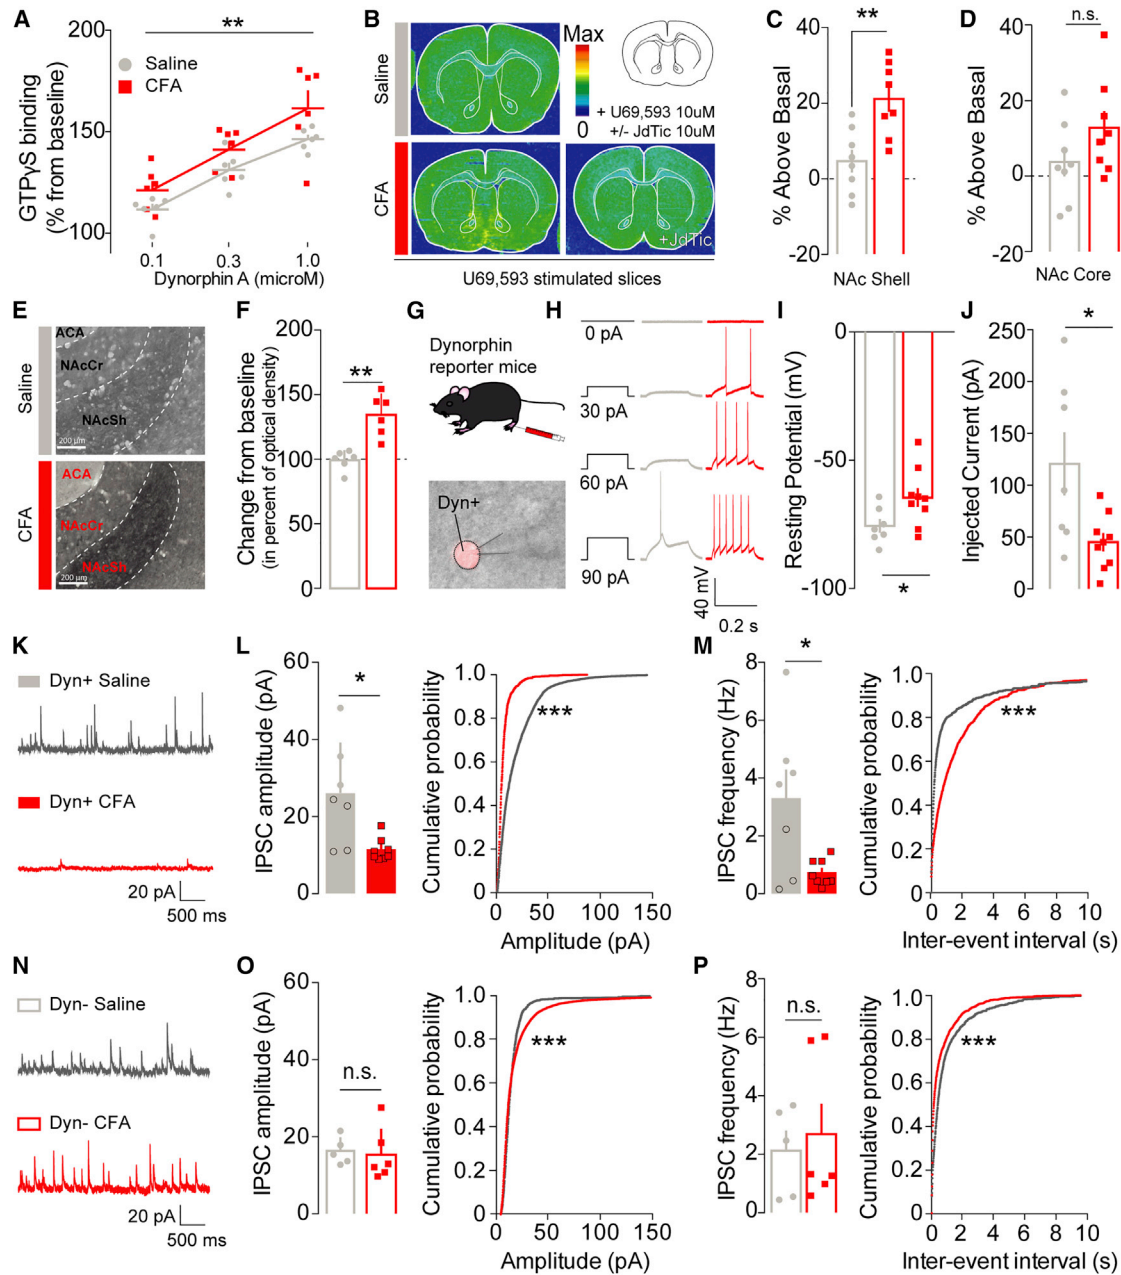 A
200
150
100
GTPγS binding
(% from baseline)
**
Saline
CFA
0.1
0.3
1.0
Dynorphin A (microM)
B
Saline
CFA
Max
0
+ U69,593 10uM
+/- JdTic 10uM
+JdTic
U69,593 stimulated slices
C
40
20
0
-20
% Above Basal
**
NAc Shell
D
40
20
0
-20
% Above Basal
n.s.
NAc Core
E
Saline
CFA
ACA
NAcCr
NAcSh
200 µm
ACA
NAcCr
NAcSh
200 µm
F
200
150
100
50
0
Change from baseline
(in percent of optical density)
**
G
Dynorphin
reporter mice
Dyn+
H
0 pA
30 pA
60 pA
90 pA
40 mV
0.2 s
I
0
-50
-100
Resting Potential (mV)
*
J
250
200
150
100
50
0
Injected Current (pA)
*
K
Dyn+ Saline
Dyn+ CFA
20 pA
500 ms
L
60
40
20
0
IPSC amplitude (pA)
*
1.0
0.8
0.6
0.4
0.2
0
Cumulative probability
***
0
50
100
150
Amplitude (pA)
M
8
6
4
2
0
IPSC frequency (Hz)
*
1.0
0.8
0.6
0.4
0.2
0
Cumulative probability
***
0
2
4
6
8
10
Inter-event interval (s)
N
Dyn- Saline
Dyn- CFA
20 pA
500 ms
O
60
40
20
0
IPSC amplitude (pA)
n.s.
1.0
0.8
0.6
0.4
0.2
0
Cumulative probability
***
0
50
100
150
Amplitude (pA)
P
8
6
4
2
0
IPSC frequency (Hz)
n.s.
1.0
0.8
0.6
0.4
0.2
0
Cumulative probability
***
0
2
4
6
8
10
Inter-event interval (s)